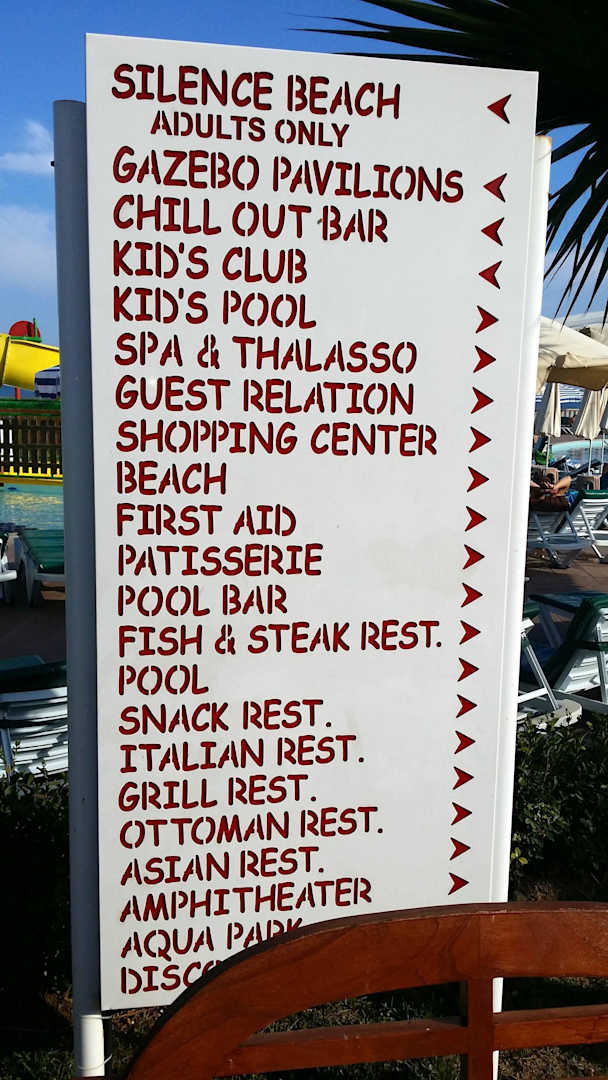 SILENCE BEACH
ADULTS ONLY
GAZEBO PAVILIONS
CHILL OUT BAR
KID'S CLUB
KID'S POOL
SPA & THALASSO
GUEST RELATION
SHOPPING CENTER
BEACH
FIRST AID
PATISSERIE
POOL BAR
FISH & STEAK REST.
POOL
SNACK REST.
ITALIAN REST.
GRILL REST.
OTTOMAN REST.
ASIAN REST.
AMPHITHEATER
AQUA PARK
DISCO